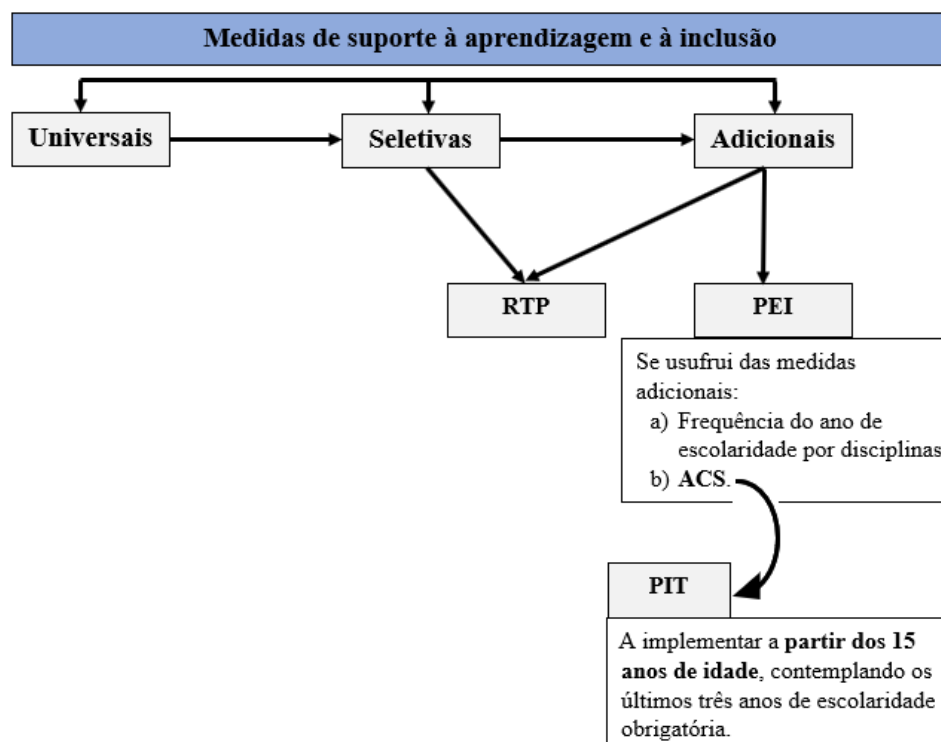 Medidas de suporte à aprendizagem e à inclusão
Universais
Seletivas
Adicionais
RTP
PEI
Se usufrui das medidas
adicionais:
a) Frequência do ano de
escolaridade por disciplinas
b) ACS.
PIT
A implementar a partir dos 15
anos de idade, contemplando os
últimos três anos de escolaridade
obrigatória.